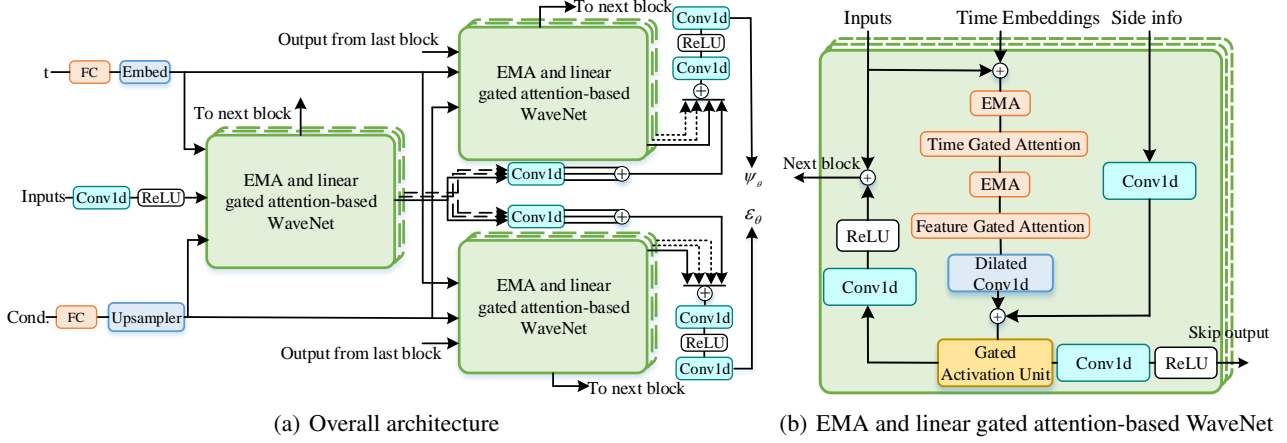 To next block
Output from last block
EMA and linear
gated attention-based
WaveNet
Conv1d
ReLU
Conv1d
t
FC
Embed
To next block
Inputs
Conv1d
ReLU
EMA and linear
gated attention-based
WaveNet
Conv1d
Conv1d
ψθ
εθ
Cond.
FC
Upsampler
EMA and linear
gated attention-based
WaveNet
Output from last block
To next block
Conv1d
ReLU
Conv1d
(a) Overall architecture
Inputs
Time Embeddings
Side info
EMA
Time Gated Attention
Next block
EMA
Conv1d
ReLU
Feature Gated Attention
Conv1d
Dilated
Conv1d
Gated
Activation Unit
Conv1d
ReLU
Skip output
(b) EMA and linear gated attention-based WaveNet